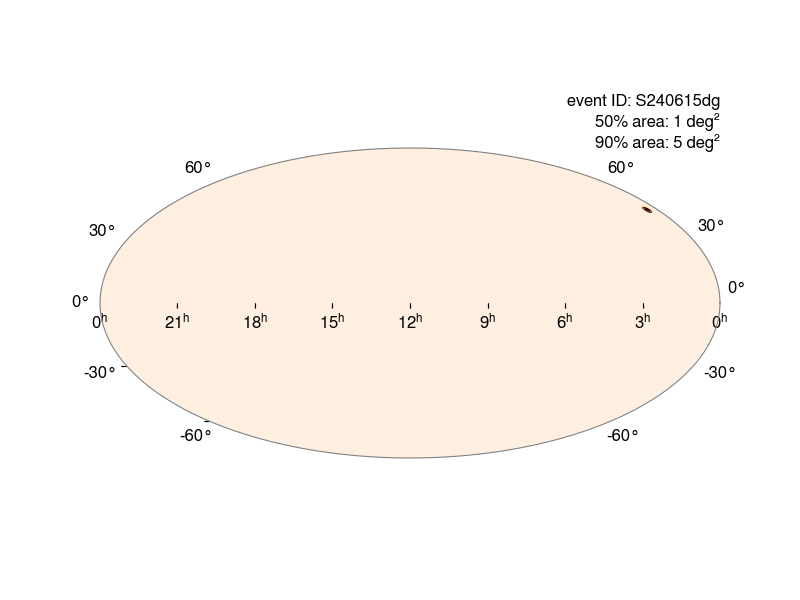 event ID: S240615dg
50% area: 1 deg²
90% area: 5 deg²
60° 60°
30° 30°
0° 0°
0ʰ 21ʰ 18ʰ 15ʰ 12ʰ 9ʰ 6ʰ 3ʰ 0ʰ
-30° -30°
-60° -60°